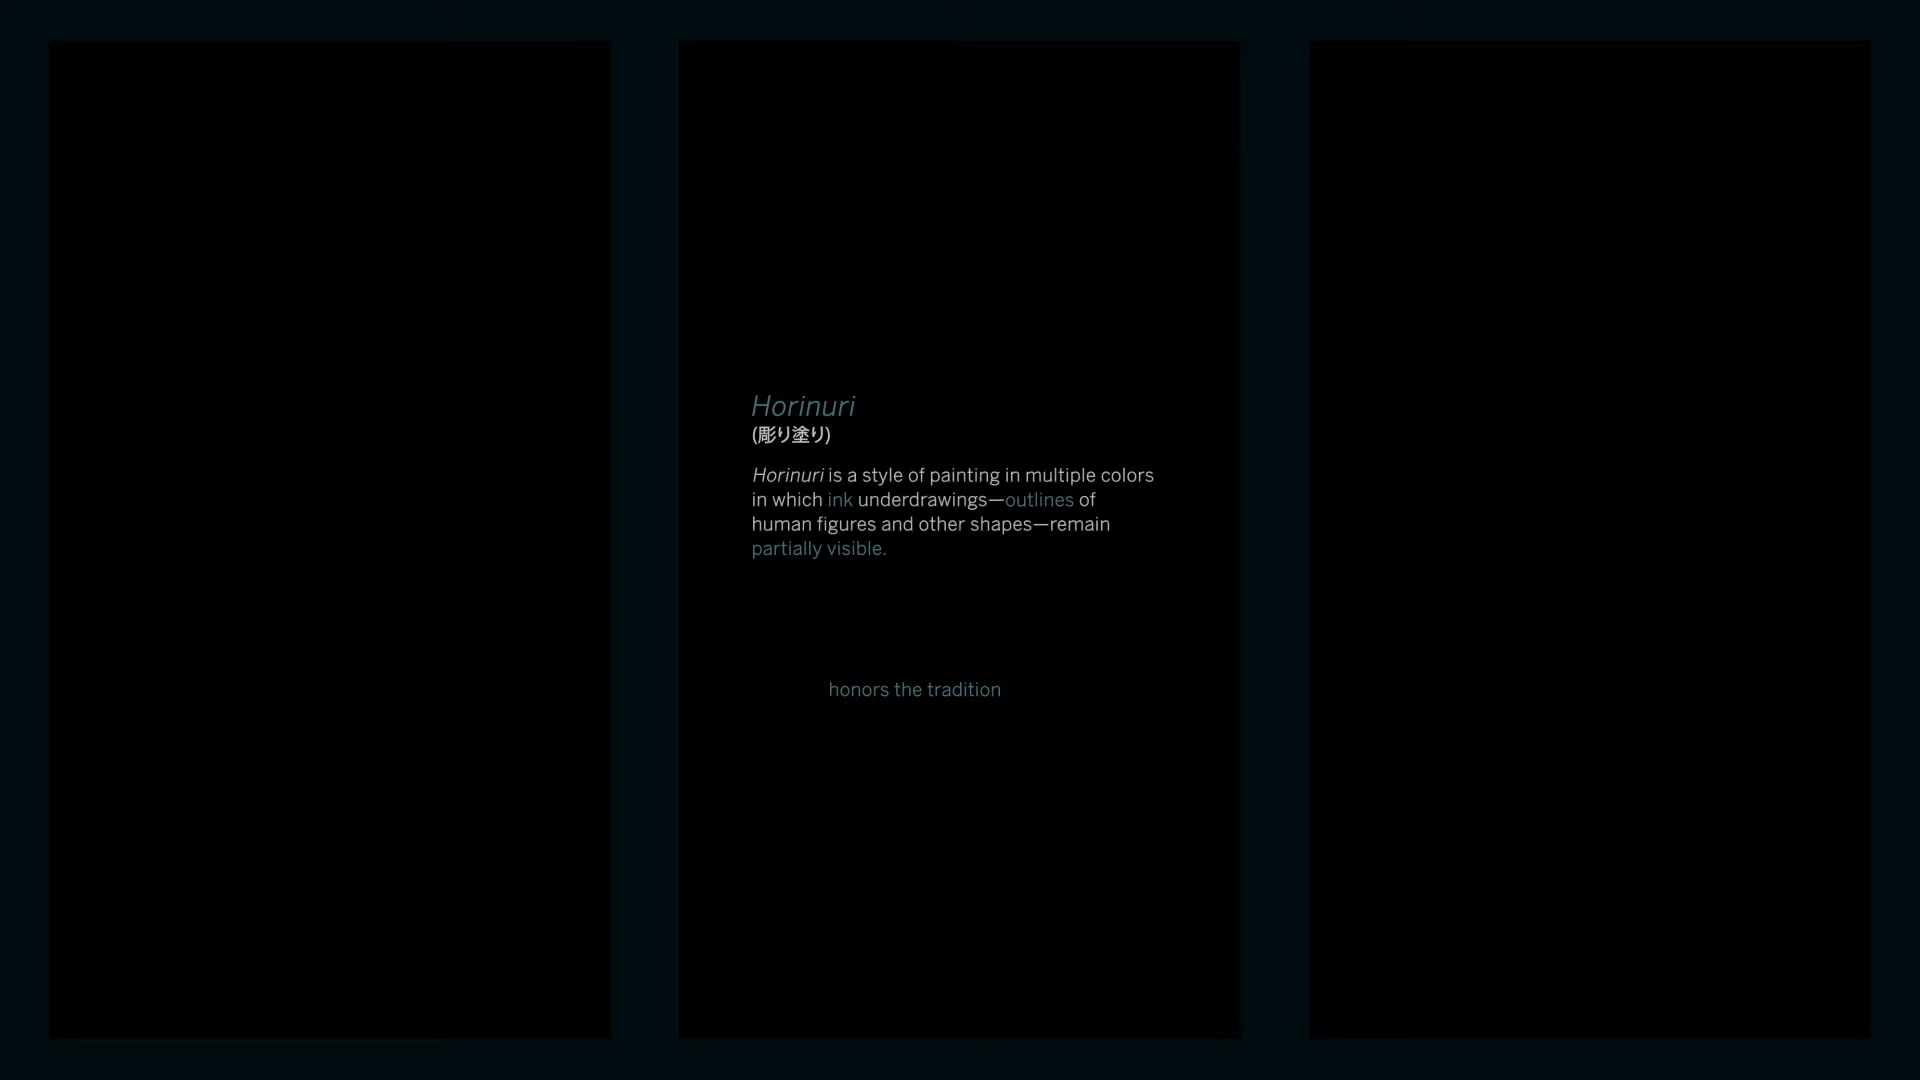 Horinuri
(彫り塗り)
Horinuri is a style of painting in multiple colors
in which ink underdrawings—outlines of
human figures and other shapes—remain
partially visible.
honors the tradition